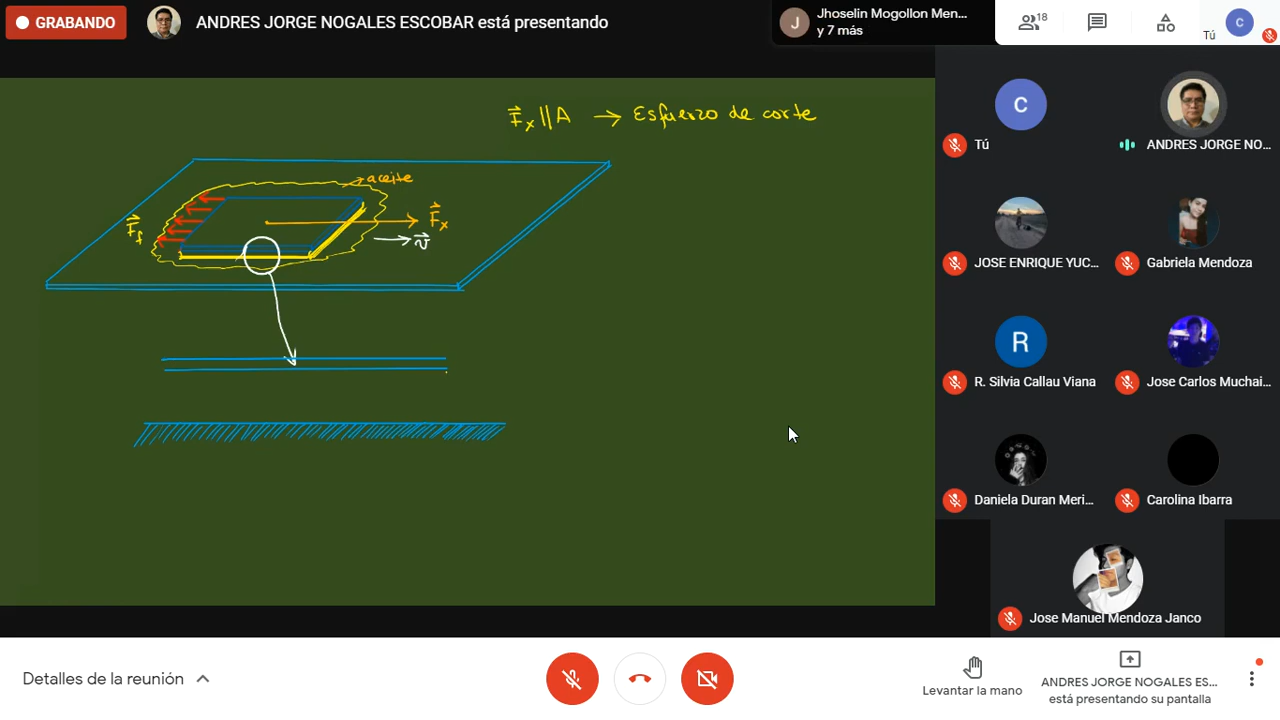 GRABANDO
ANDRES JORGE NOGALES ESCOBAR está presentando
Jhoselín Mogollon Men...
y 7 más
J
18
Tú
C
F⃗x // A → Esfuerzo de corte
aceite
F⃗x
F⃗f
v⃗
C
Tú
ANDRES JORGE NO...
JOSE ENRIQUE YUC...
Gabriela Mendoza
R
R. Silvia Callau Viana
Jose Carlos Muchai...
Daniela Duran Meri...
Carolina Ibarra
Jose Manuel Mendoza Janco
Detalles de la reunión
Levantar la mano
ANDRES JORGE NOGALES ES...
está presentando su pantalla